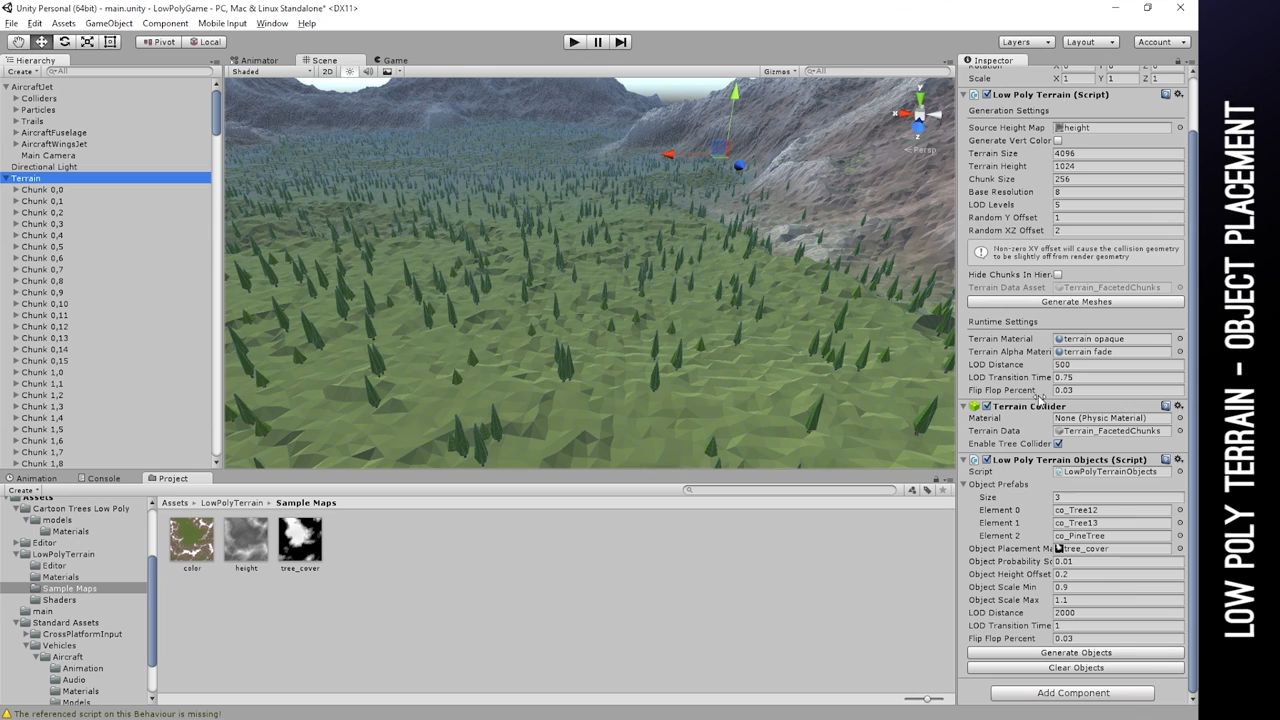 Unity Personal (64bit) - main.unity - LowPolyGame - PC, Mac & Linux Standalone* <DX11>
File Edit Assets GameObject Component Mobile Input Window Help
Pivot Local Layers Layout Account
Hierarchy
Create All
AircraftJet
Colliders
Particles
Trails
AircraftFuselage
AircraftWingsJet
Main Camera
Directional Light
Terrain
Chunk 0,0
Chunk 0,1
Chunk 0,2
Chunk 0,3
Chunk 0,4
Chunk 0,5
Chunk 0,6
Chunk 0,7
Chunk 0,8
Chunk 0,9
Chunk 0,10
Chunk 0,11
Chunk 0,12
Chunk 0,13
Chunk 0,14
Chunk 0,15
Chunk 1,0
Chunk 1,1
Chunk 1,2
Chunk 1,3
Chunk 1,4
Chunk 1,5
Chunk 1,6
Chunk 1,7
Chunk 1,8
Animator Scene Game
Shaded 2D Gizmos All
y
x
z
Persp
Inspector
Scale X 1 Y 1 Z 1
Low Poly Terrain (Script)
Generation Settings
Source Height Map height
Generate Vert Color
Terrain Size 4096
Terrain Height 1024
Chunk Size 256
Base Resolution 8
LOD Levels 5
Random Y Offset 1
Random XZ Offset 2
Non-zero XY offset will cause the collision geometry
to be slightly off from render geometry
Hide Chunks In Hier
Terrain Data Asset Terrain_FacetedChunks
Generate Meshes
Runtime Settings
Terrain Material terrain opaque
Terrain Alpha Materi terrain fade
LOD Distance 500
LOD Transition Time 0.75
Flip Flop Percent 0.03
Terrain Collider
Material None (Physic Material)
Terrain Data Terrain_FacetedChunks
Enable Tree Collider
Low Poly Terrain Objects (Script)
Script LowPolyTerrainObjects
Object Prefabs
Size 3
Element 0 co_Tree12
Element 1 co_Tree13
Element 2 co_PineTree
Object Placement Ma tree_cover
Object Probability Sc 0.01
Object Height Offset 0.2
Object Scale Min 0.9
Object Scale Max 1.1
LOD Distance 2000
LOD Transition Time 1
Flip Flop Percent 0.03
Generate Objects
Clear Objects
Add Component
Animation Console Project
Create
Assets
Cartoon Trees Low Poly
models
Materials
Editor
LowPolyTerrain
Editor
Materials
Sample Maps
Shaders
main
Standard Assets
CrossPlatformInput
Vehicles
Aircraft
Animation
Audio
Materials
Models
Assets LowPolyTerrain Sample Maps
color height tree_cover
The referenced script on this Behaviour is missing!
LOW POLY TERRAIN - OBJECT PLACEMENT